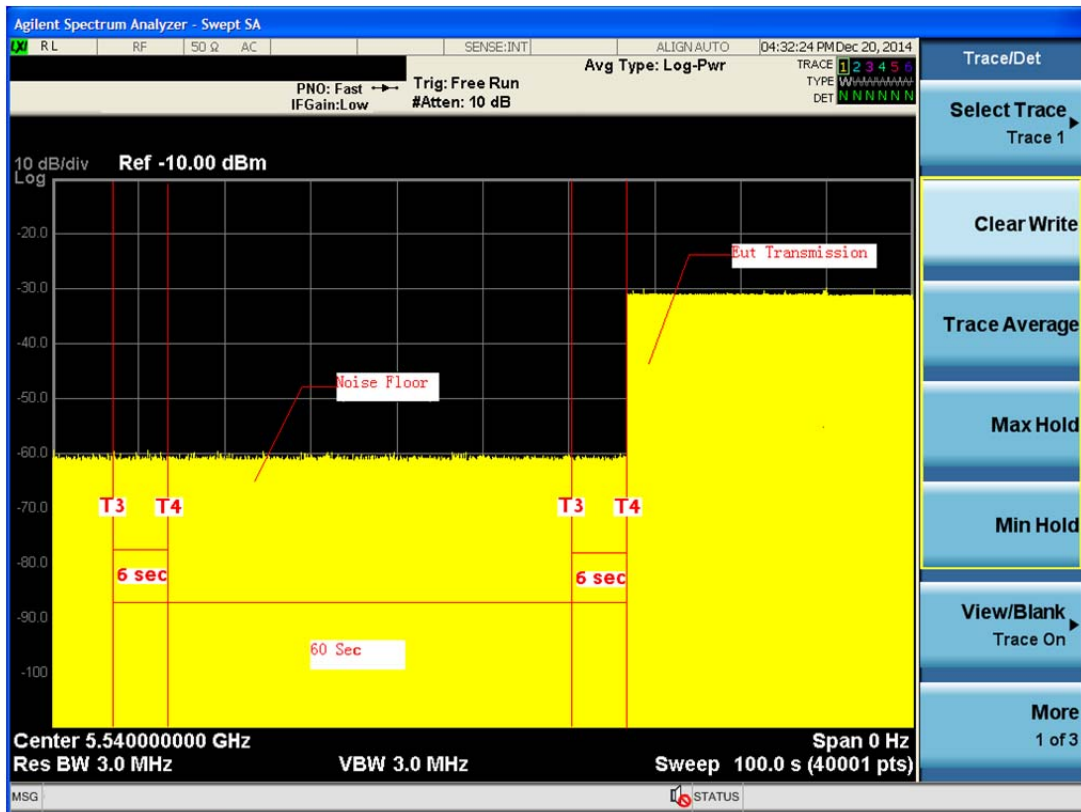 Agilent Spectrum Analyzer - Swept SA
LXI RL RF 50 Ω AC SENSE:INT ALIGN AUTO 04:32:24 PM Dec 20, 2014
PNO: Fast
IFGain:Low
Trig: Free Run
#Atten: 10 dB
Avg Type: Log-Pwr
TRACE 1 2 3 4 5 6
TYPE W
DET N N N N N N
10 dB/div Ref -10.00 dBm
Log
-20.0
-30.0
-40.0
-50.0
-60.0
-70.0
-80.0
-90.0
-100
Eut Transmission
Noise Floor
T3 T4 T3 T4
6 sec 6 sec
60 Sec
Center 5.540000000 GHz Span 0 Hz
Res BW 3.0 MHz VBW 3.0 MHz Sweep 100.0 s (40001 pts)
MSG STATUS
Trace/Det
Select Trace
Trace 1
Clear Write
Trace Average
Max Hold
Min Hold
View/Blank
Trace On
More
1 of 3